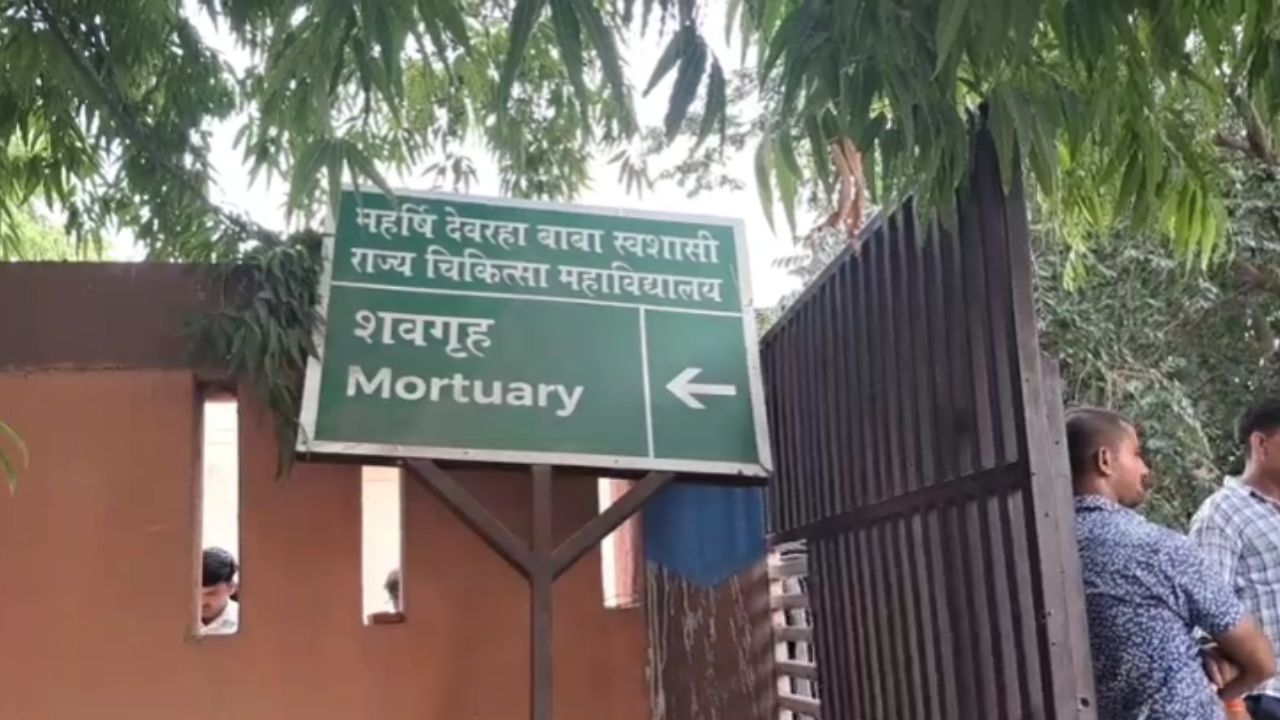 महर्षि देवरहा बाबा स्वशासी
राज्य चिकित्सा महाविद्यालय
शवगृह
Mortuary